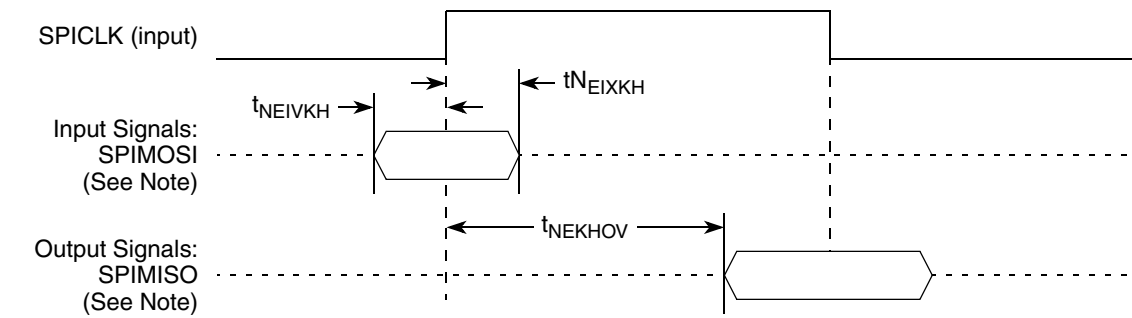 SPICLK (input)
tNEIXKH
tNEIVKH
Input Signals:
SPIMOSI
(See Note)
tNEKHOV
Output Signals:
SPIMISO
(See Note)